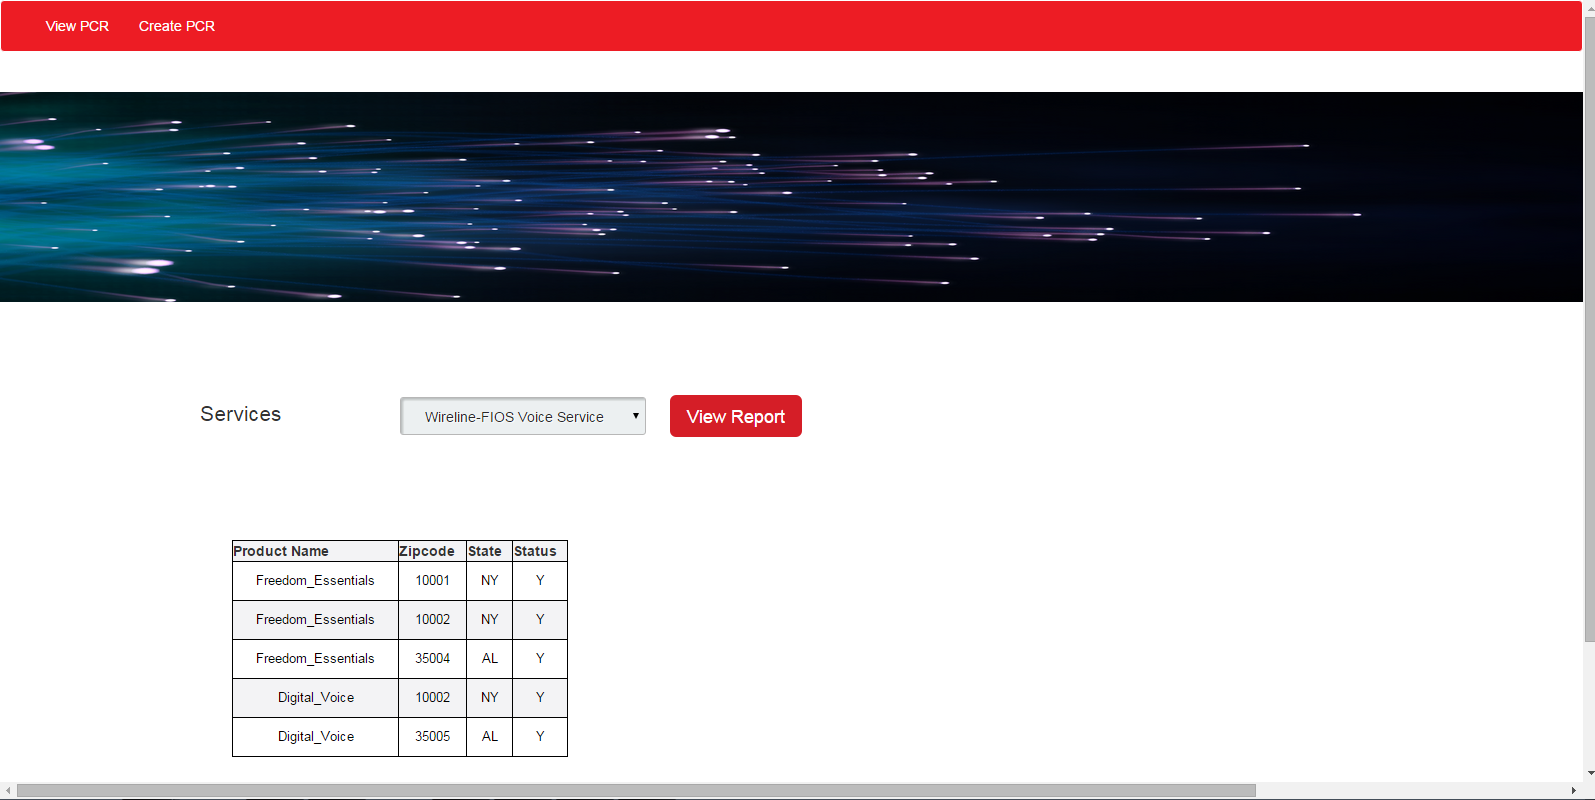 View PCR Create PCR
Services Wireline-FIOS Voice Service View Report
Product Name Zipcode State Status
Freedom_Essentials 10001 NY Y
Freedom_Essentials 10002 NY Y
Freedom_Essentials 35004 AL Y
Digital_Voice 10002 NY Y
Digital_Voice 35005 AL Y